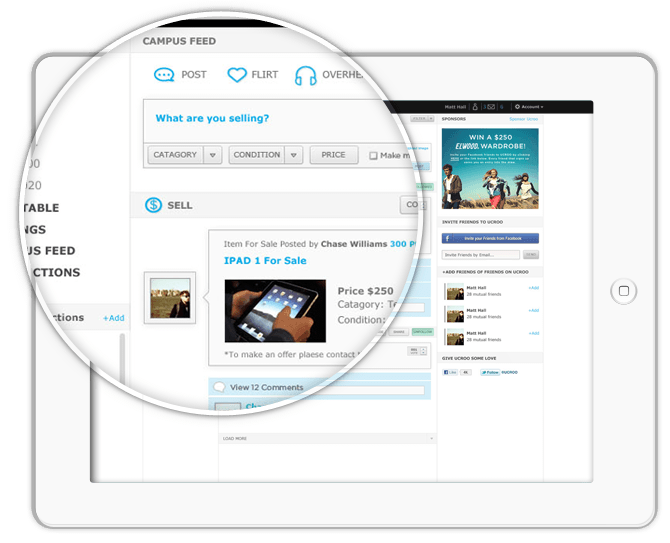 CAMPUS FEED
POST
FLIRT
OVERHE
What are you selling?
CATAGORY
CONDITION
PRICE
Make m
00
020
TABLE
NGS
US FEED
CTIONS
SELL
CO
ctions
+Add
Item For Sale Posted by Chase Williams 300 P
IPAD 1 For Sale
Price $250
Catagory: Te
Condition:
*To make an offer plaese contact
View 12 Comments
Cha
LOAD MORE
Matt Hall
Account
SPONSORS
WIN A $250
ELWOOD WARDROBE!
INVITE FRIENDS TO UCROO
Invite your Friends from Facebook
Invite Friends by Email...
+ADD FRIENDS OF FRIENDS ON UCROO
Matt Hall
+Add
28 mutual friends
Matt Hall
+Add
28 mutual friends
Matt Hall
+Add
28 mutual friends
GIVE UCROO SOME LOVE
Like
Follow